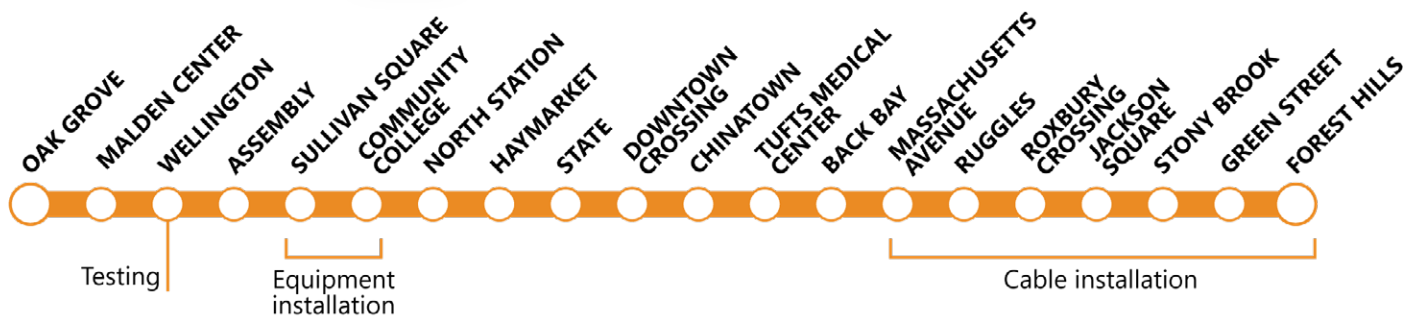 OAK GROVE
MALDEN CENTER
WELLINGTON
ASSEMBLY
SULLIVAN SQUARE
COMMUNITY
COLLEGE
NORTH STATION
HAYMARKET
STATE
DOWNTOWN
CROSSING
CHINATOWN
TUFTS MEDICAL
CENTER
BACK BAY
MASSACHUSETTS
AVENUE
RUGGLES
ROXBURY
CROSSING
JACKSON
SQUARE
STONY BROOK
GREEN STREET
FOREST HILLS
Testing
Equipment
installation
Cable installation